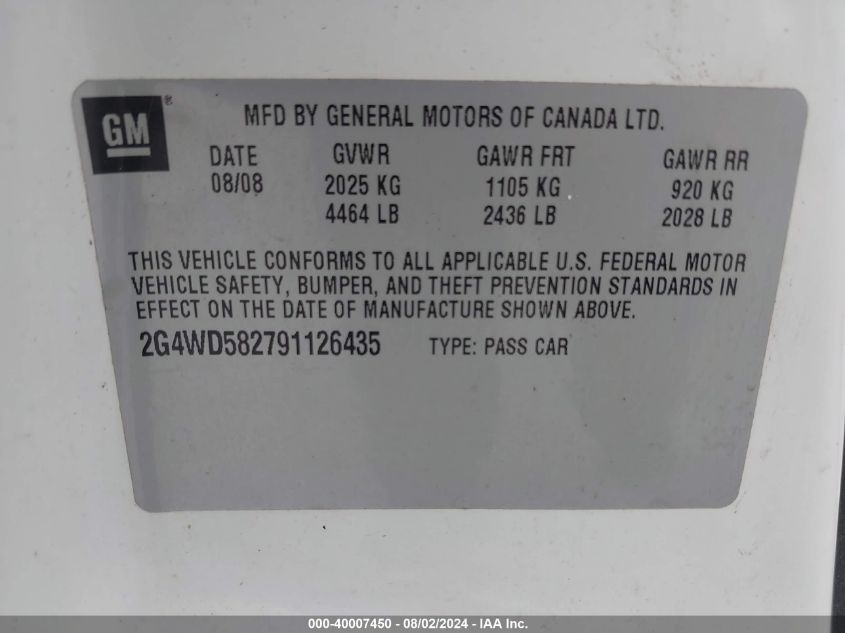 GM®
MFD BY GENERAL MOTORS OF CANADA LTD.
DATE GVWR GAWR FRT GAWR RR
08/08 2025 KG 1105 KG 920 KG
4464 LB 2436 LB 2028 LB
THIS VEHICLE CONFORMS TO ALL APPLICABLE U.S. FEDERAL MOTOR
VEHICLE SAFETY, BUMPER, AND THEFT PREVENTION STANDARDS IN
EFFECT ON THE DATE OF MANUFACTURE SHOWN ABOVE.
2G4WD582791126435 TYPE: PASS CAR
000-40007450 - 08/02/2024 - IAA Inc.